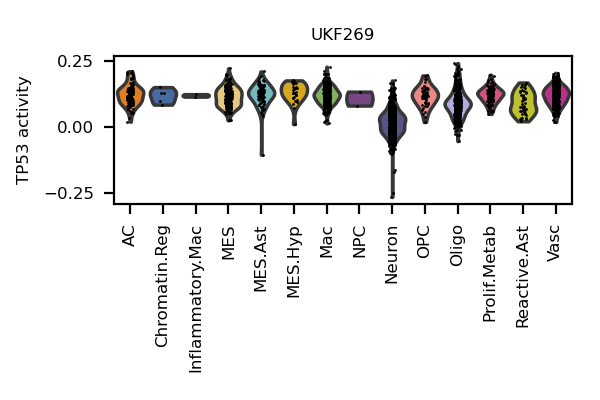 UKF269
TP53 activity
0.25
0.00
−0.25
AC
Chromatin.Reg
Inflammatory.Mac
MES
MES.Ast
MES.Hyp
Mac
NPC
Neuron
OPC
Oligo
Prolif.Metab
Reactive.Ast
Vasc